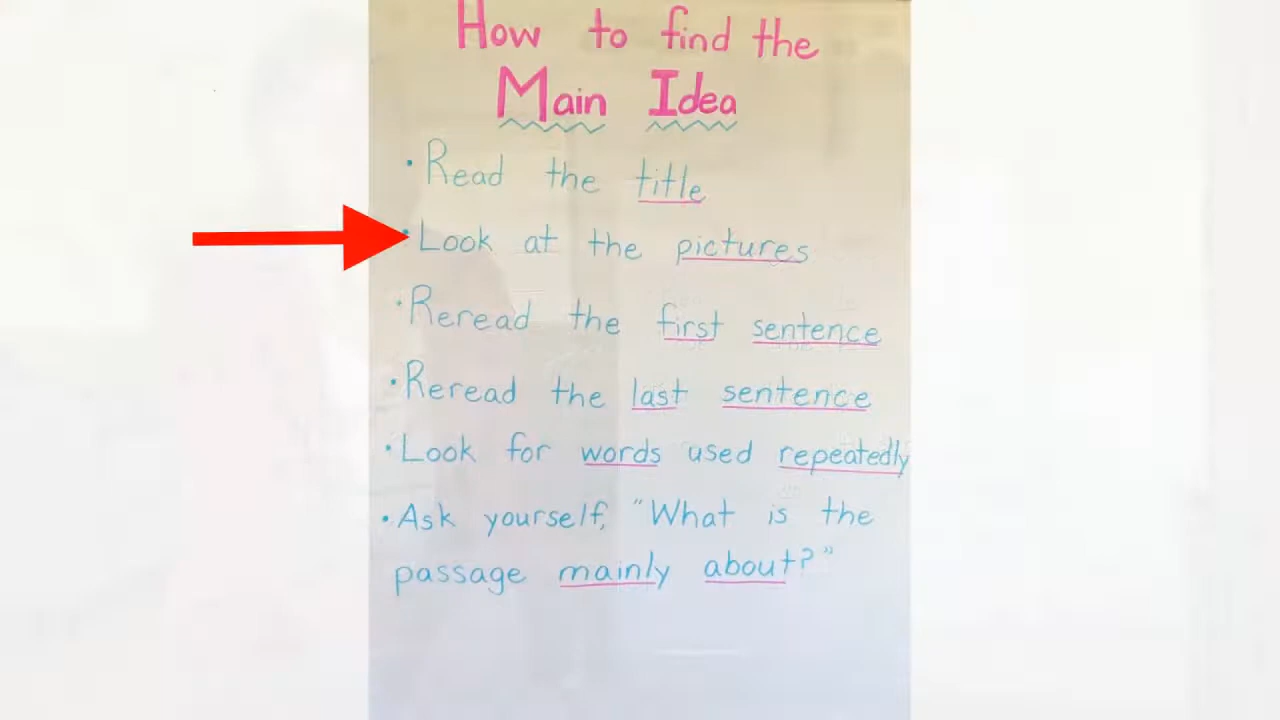 How to find the
Main Idea
• Read the title
• Look at the pictures
• Reread the first sentence
• Reread the last sentence
• Look for words used repeatedly
• Ask yourself, "What is the
passage mainly about?"